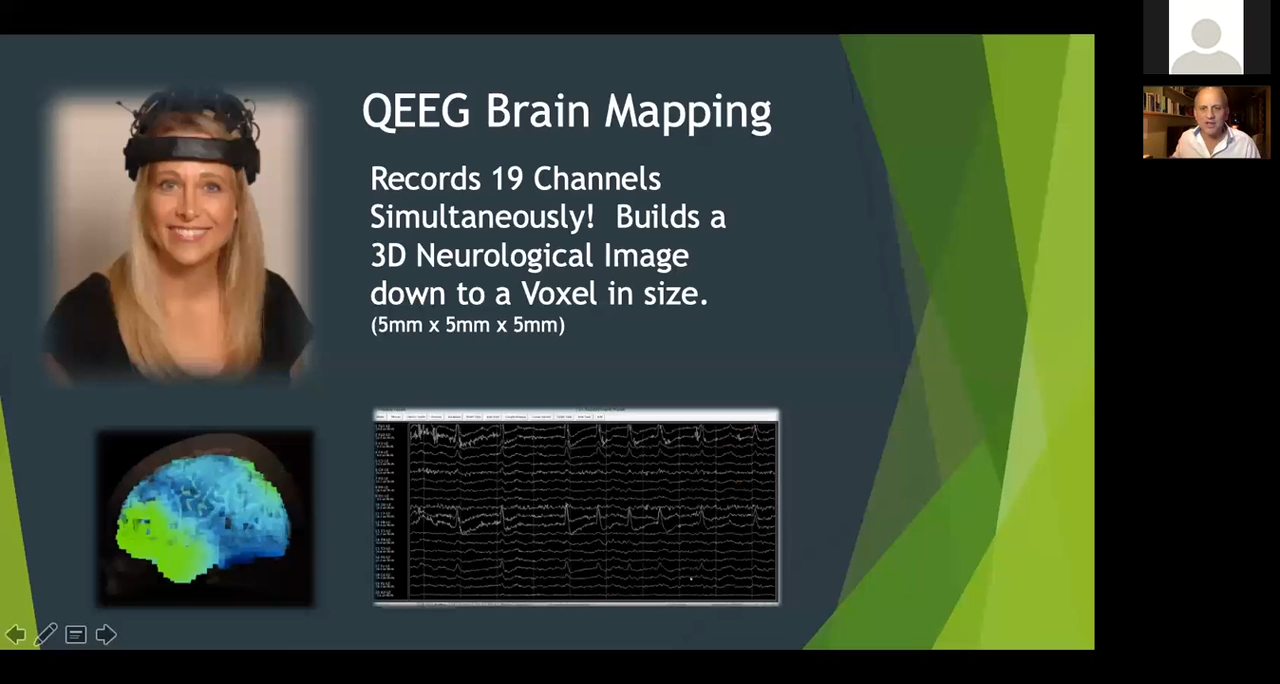 QEEG Brain Mapping
Records 19 Channels
Simultaneously!  Builds a
3D Neurological Image
down to a Voxel in size.
(5mm x 5mm x 5mm)